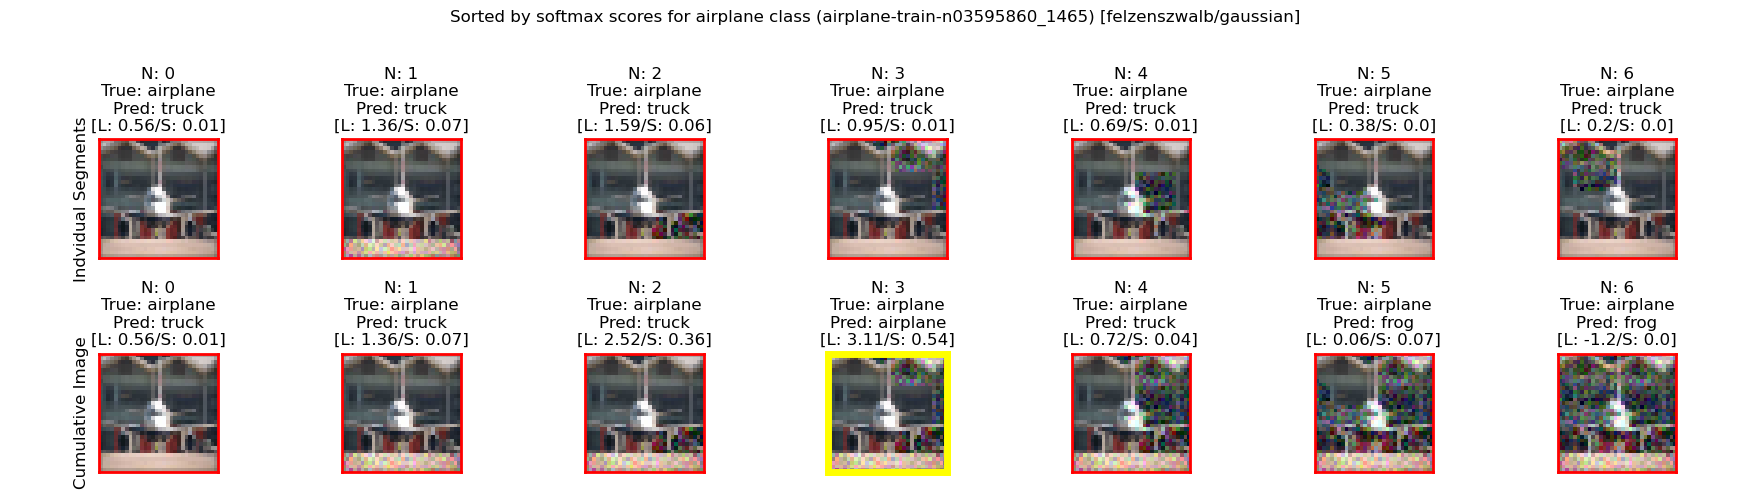 Sorted by softmax scores for airplane class (airplane-train-n03595860_1465) [felzenszwalb/gaussian]
Individual Segments
N: 0
True: airplane
Pred: truck
[L: 0.56/S: 0.01]
N: 1
True: airplane
Pred: truck
[L: 1.36/S: 0.07]
N: 2
True: airplane
Pred: truck
[L: 1.59/S: 0.06]
N: 3
True: airplane
Pred: truck
[L: 0.95/S: 0.01]
N: 4
True: airplane
Pred: truck
[L: 0.69/S: 0.01]
N: 5
True: airplane
Pred: truck
[L: 0.38/S: 0.0]
N: 6
True: airplane
Pred: truck
[L: 0.2/S: 0.0]
Cumulative Image
N: 0
True: airplane
Pred: truck
[L: 0.56/S: 0.01]
N: 1
True: airplane
Pred: truck
[L: 1.36/S: 0.07]
N: 2
True: airplane
Pred: truck
[L: 2.52/S: 0.36]
N: 3
True: airplane
Pred: airplane
[L: 3.11/S: 0.54]
N: 4
True: airplane
Pred: truck
[L: 0.72/S: 0.04]
N: 5
True: airplane
Pred: frog
[L: 0.06/S: 0.07]
N: 6
True: airplane
Pred: frog
[L: -1.2/S: 0.0]